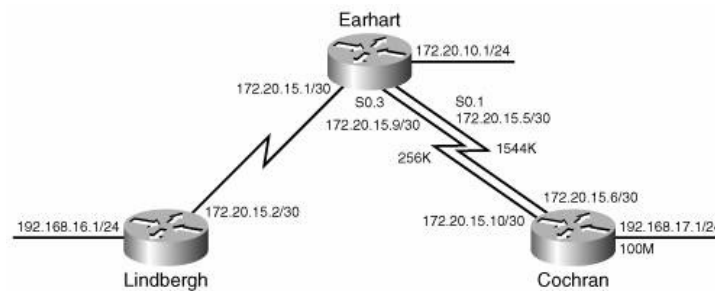 Earhart
172.20.10.1/24
172.20.15.1/30
S0.3
S0.1
172.20.15.9/30
172.20.15.5/30
256K
1544K
172.20.15.2/30
172.20.15.6/30
172.20.15.10/30
192.168.16.1/24
192.168.17.1/24
100M
Lindbergh
Cochran